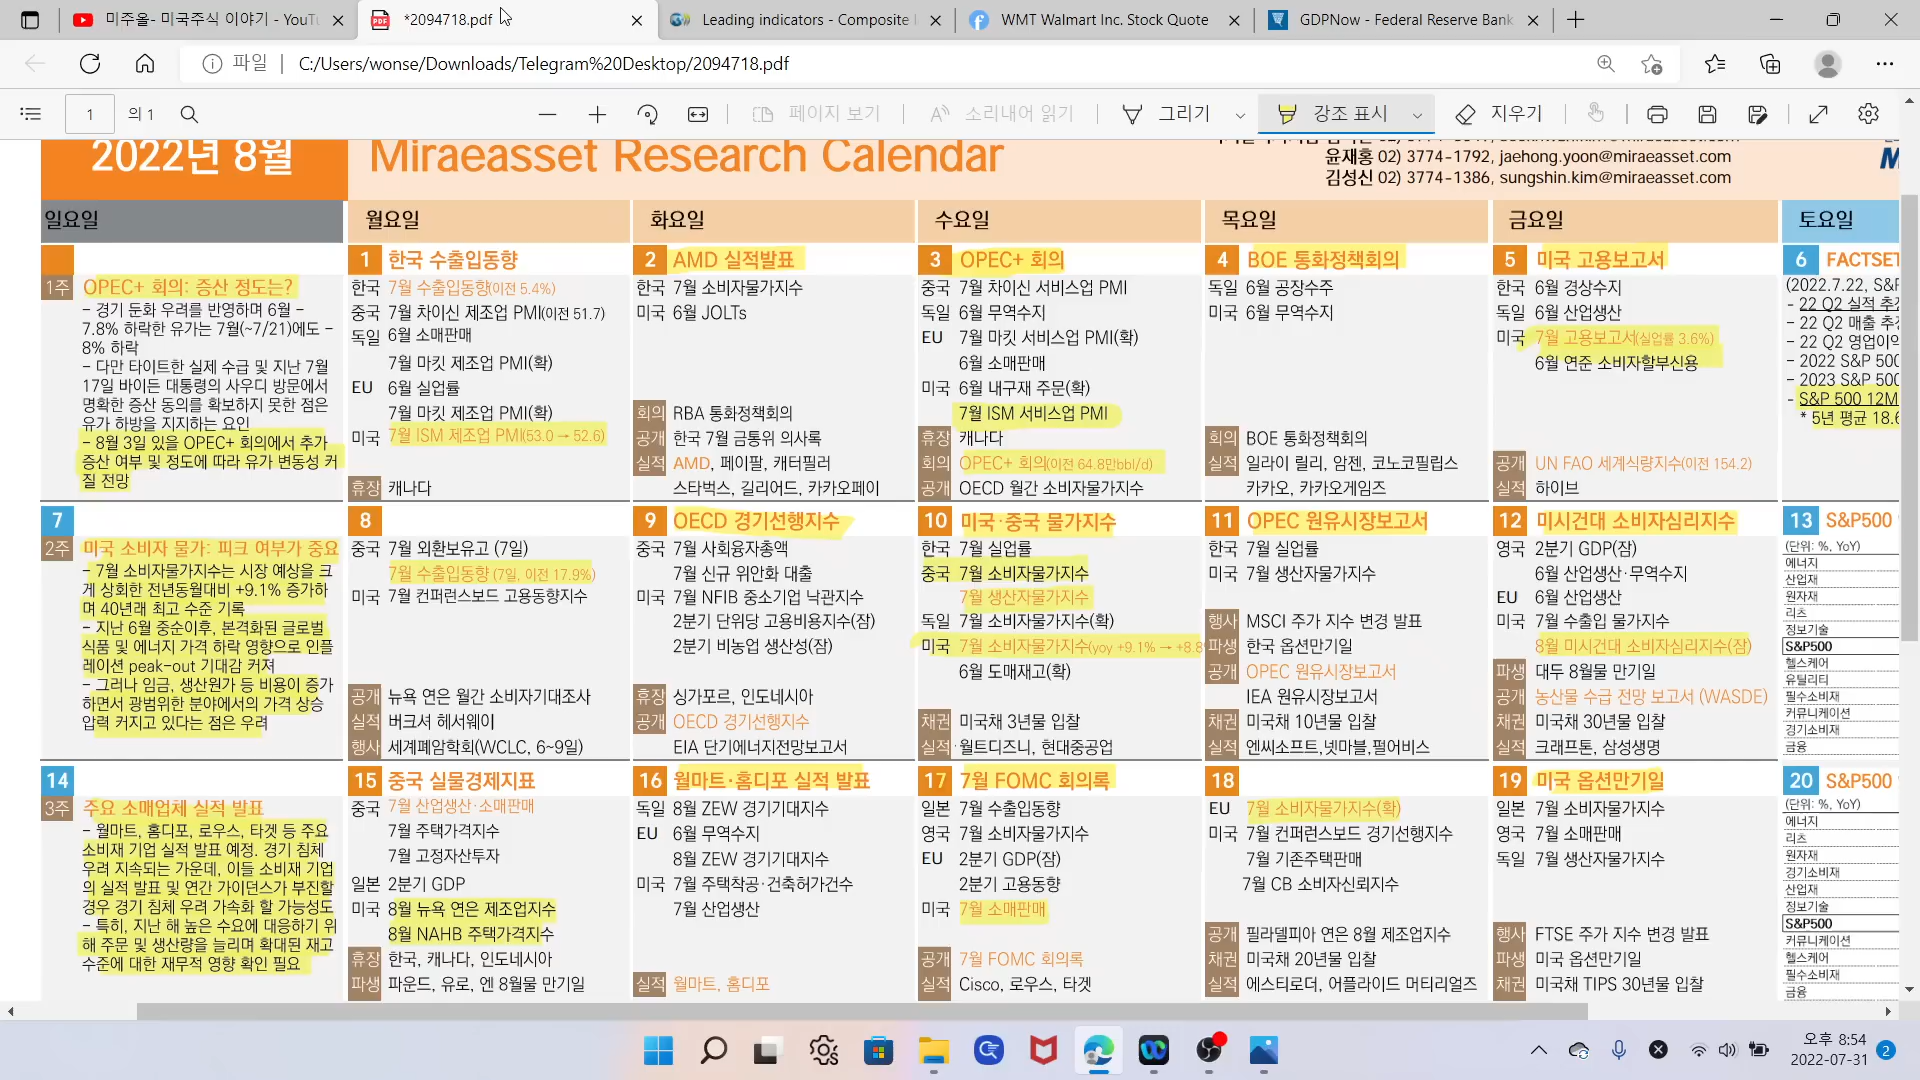 미주올- 미국주식 이야기 - YouTu
*2094718.pdf
Leading indicators - Composite l
WMT Walmart Inc. Stock Quote
GDPNow - Federal Reserve Bank
파일
C:/Users/wonse/Downloads/Telegram%20Desktop/2094718.pdf
1
의 1
페이지 보기
소리내어 읽기
그리기
강조 표시
지우기
2022년 8월
Miraeasset Research Calendar
윤재홍 02) 3774-1792, jaehong.yoon@miraeasset.com
김성신 02) 3774-1386, sungshin.kim@miraeasset.com
일요일
월요일
화요일
수요일
목요일
금요일
토요일
1주 OPEC+ 회의: 증산 정도는?
- 경기 둔화 우려를 반영하며 6월 -
7.8% 하락한 유가는 7월(~7/21)에도 -
8% 하락
- 다만 타이트한 실제 수급 및 지난 7월
17일 바이든 대통령의 사우디 방문에서
명확한 증산 동의를 확보하지 못한 점은
유가 하방을 지지하는 요인
- 8월 3일 있을 OPEC+ 회의에서 추가
증산 여부 및 정도에 따라 유가 변동성 커
질 전망
1 한국 수출입동향
한국 7월 수출입동향(이전 5.4%)
중국 7월 차이신 제조업 PMI(이전 51.7)
독일 6월 소매판매
7월 마킷 제조업 PMI(확)
EU 6월 실업률
7월 마킷 제조업 PMI(확)
미국 7월 ISM 제조업 PMI(53.0 → 52.6)
휴장 캐나다
2 AMD 실적발표
한국 7월 소비자물가지수
미국 6월 JOLTs
회의 RBA 통화정책회의
공개 한국 7월 금통위 의사록
실적 AMD, 페이팔, 캐터필러
스타벅스, 길리어드, 카카오페이
3 OPEC+ 회의
중국 7월 차이신 서비스업 PMI
독일 6월 무역수지
EU 7월 마킷 서비스업 PMI(확)
6월 소매판매
미국 6월 내구재 주문(확)
7월 ISM 서비스업 PMI
휴장 캐나다
회의 OPEC+ 회의(이전 64.8만bbl/d)
공개 OECD 월간 소비자물가지수
4 BOE 통화정책회의
독일 6월 공장수주
미국 6월 무역수지
회의 BOE 통화정책회의
실적 일라이 릴리, 암젠, 코노코필립스
카카오, 카카오게임즈
5 미국 고용보고서
한국 6월 경상수지
독일 6월 산업생산
미국 7월 고용보고서(실업률 3.6%)
6월 연준 소비자할부신용
공개 UN FAO 세계식량지수(이전 154.2)
실적 하이브
6 FACTSET
(2022.7.22, S&P
- 22 Q2 실적 추정
- 22 Q2 매출 추정
- 22 Q2 영업이익
- 2022 S&P 500
- 2023 S&P 500
- S&P 500 12M
* 5년 평균 18.6
7
2주 미국 소비자 물가: 피크 여부가 중요
- 7월 소비자물가지수는 시장 예상을 크
게 상회한 전년동월대비 +9.1% 증가하
며 40년래 최고 수준 기록
- 지난 6월 중순이후, 본격화된 글로벌
식품 및 에너지 가격 하락 영향으로 인플
레이션 peak-out 기대감 커져
- 그러나 임금, 생산원가 등 비용이 증가
하면서 광범위한 분야에서의 가격 상승
압력 커지고 있다는 점은 우려
8
중국 7월 외환보유고 (7일)
7월 수출입동향 (7일, 이전 17.9%)
미국 7월 컨퍼런스보드 고용동향지수
공개 뉴욕 연은 월간 소비자기대조사
실적 버크셔 헤서웨이
행사 세계폐암학회(WCLC, 6~9일)
9 OECD 경기선행지수
중국 7월 사회융자총액
7월 신규 위안화 대출
미국 7월 NFIB 중소기업 낙관지수
2분기 단위당 고용비용지수(잠)
2분기 비농업 생산성(잠)
휴장 싱가포르, 인도네시아
공개 OECD 경기선행지수
EIA 단기에너지전망보고서
10 미국·중국 물가지수
한국 7월 실업률
중국 7월 소비자물가지수
7월 생산자물가지수
독일 7월 소비자물가지수(확)
미국 7월 소비자물가지수(yoy +9.1% → +8.8
6월 도매재고(확)
채권 미국채 3년물 입찰
실적 월트디즈니, 현대중공업
11 OPEC 원유시장보고서
한국 7월 실업률
미국 7월 생산자물가지수
행사 MSCI 주가 지수 변경 발표
파생 한국 옵션만기일
공개 OPEC 원유시장보고서
IEA 원유시장보고서
채권 미국채 10년물 입찰
실적 엔씨소프트,넷마블,펄어비스
12 미시건대 소비자심리지수
영국 2분기 GDP(잠)
6월 산업생산·무역수지
EU 6월 산업생산
미국 7월 수출입 물가지수
8월 미시건대 소비자심리지수(잠)
파생 대두 8월물 만기일
공개 농산물 수급 전망 보고서 (WASDE)
채권 미국채 30년물 입찰
실적 크래프톤, 삼성생명
13 S&P500
(단위: %, YoY)
에너지
산업재
원자재
리츠
정보기술
S&P500
헬스케어
유틸리티
필수소비재
커뮤니케이션
경기소비재
금융
14
3주 주요 소매업체 실적 발표
- 월마트, 홈디포, 로우스, 타겟 등 주요
소비재 기업 실적 발표 예정. 경기 침체
우려 지속되는 가운데, 이들 소비재 기업
의 실적 발표 및 연간 가이던스가 부진할
경우 경기 침체 우려 가속화 할 가능성도
- 특히, 지난 해 높은 수요에 대응하기 위
해 주문 및 생산량을 늘리며 확대된 재고
수준에 대한 재무적 영향 확인 필요
15 중국 실물경제지표
중국 7월 산업생산·소매판매
7월 주택가격지수
7월 고정자산투자
일본 2분기 GDP
미국 8월 뉴욕 연은 제조업지수
8월 NAHB 주택가격지수
휴장 한국, 캐나다, 인도네시아
파생 파운드, 유로, 엔 8월물 만기일
16 월마트·홈디포 실적 발표
독일 8월 ZEW 경기기대지수
EU 6월 무역수지
8월 ZEW 경기기대지수
미국 7월 주택착공·건축허가건수
7월 산업생산
실적 월마트, 홈디포
17 7월 FOMC 회의록
일본 7월 수출입동향
영국 7월 소비자물가지수
EU 2분기 GDP(잠)
2분기 고용동향
미국 7월 소매판매
공개 7월 FOMC 회의록
실적 Cisco, 로우스, 타겟
18
EU 7월 소비자물가지수(확)
미국 7월 컨퍼런스보드 경기선행지수
7월 기존주택판매
7월 CB 소비자신뢰지수
공개 필라델피아 연은 8월 제조업지수
채권 미국채 20년물 입찰
실적 에스티로더, 어플라이드 머티리얼즈
19 미국 옵션만기일
일본 7월 소비자물가지수
영국 7월 소매판매
독일 7월 생산자물가지수
행사 FTSE 주가 지수 변경 발표
파생 미국 옵션만기일
채권 미국채 TIPS 30년물 입찰
20 S&P500
(단위: %, YoY)
에너지
리츠
원자재
경기소비재
산업재
정보기술
S&P500
커뮤니케이션
헬스케어
필수소비재
금융
오후 8:54
2022-07-31
2